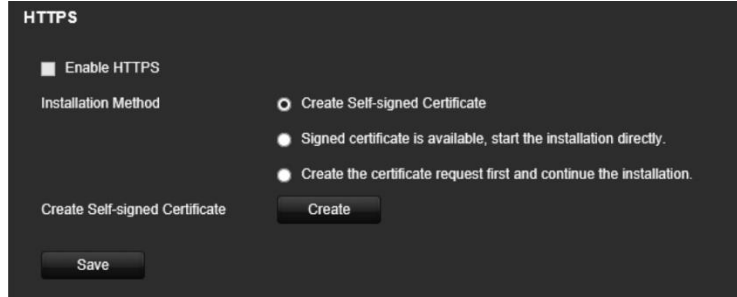 HTTPS
Enable HTTPS
Installation Method
Create Self-signed Certificate
Signed certificate is available, start the installation directly.
Create the certificate request first and continue the installation.
Create Self-signed Certificate
Create
Save